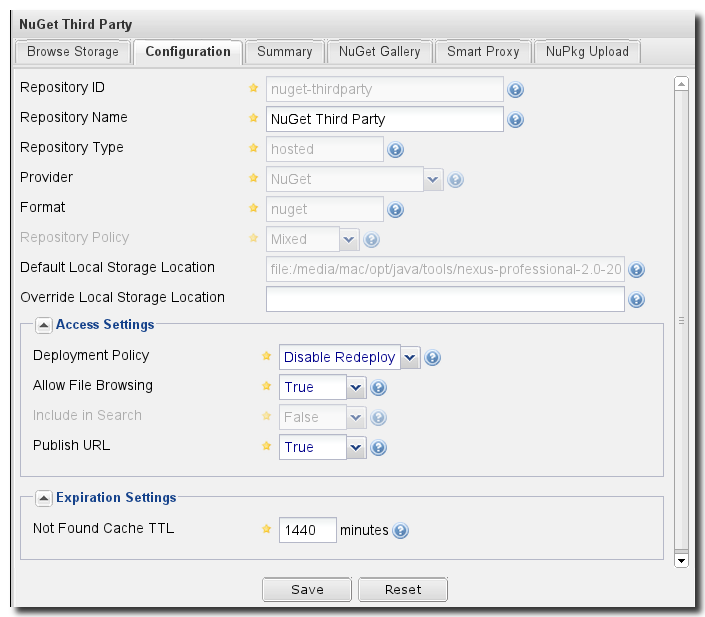 NuGet Third Party
Browse Storage Configuration Summary NuGet Gallery Smart Proxy NuPkg Upload
Repository ID nuget-thirdparty
Repository Name NuGet Third Party
Repository Type hosted
Provider NuGet
Format nuget
Repository Policy Mixed
Default Local Storage Location file:/media/mac/opt/java/tools/nexus-professional-2.0-20
Override Local Storage Location
Access Settings
Deployment Policy Disable Redeploy
Allow File Browsing True
Include in Search False
Publish URL True
Expiration Settings
Not Found Cache TTL 1440 minutes
Save Reset